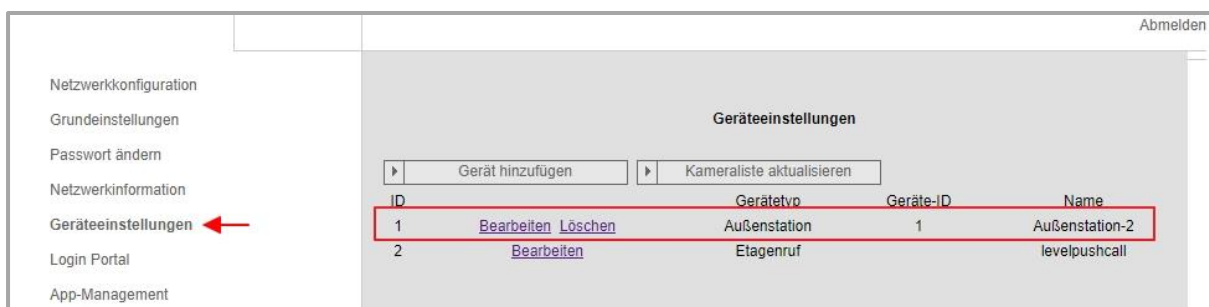 Abmelden
Netzwerkkonfiguration
Grundeinstellungen
Passwort ändern
Netzwerkinformation
Geräteeinstellungen
Login Portal
App-Management
Geräteeinstellungen
Gerät hinzufügen Kameraliste aktualisieren
ID Gerätetyp Geräte-ID Name
1 Bearbeiten Löschen Außenstation 1 Außenstation-2
2 Bearbeiten Etagenruf levelpushcall